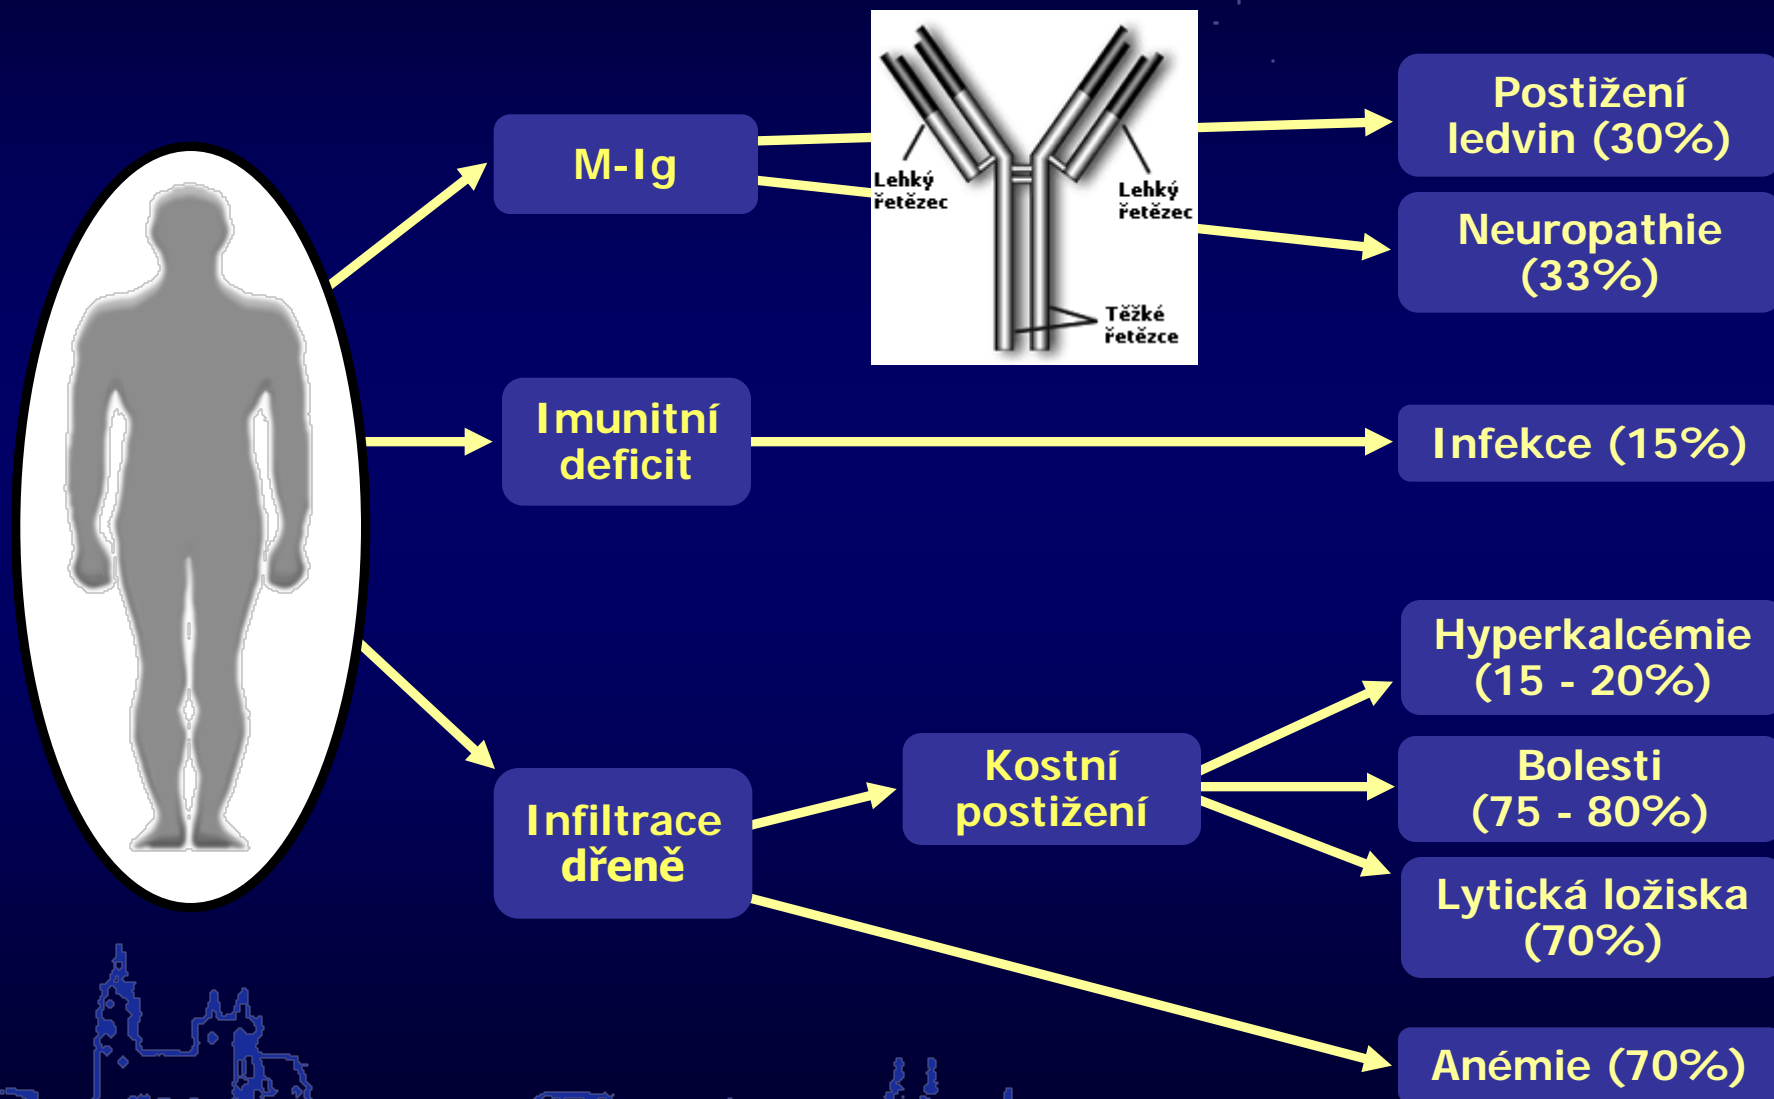 M-Ig
Lehký
řetězec
Lehký
řetězec
Těžké
řetězce
Postižení
ledvin (30%)
Neuropathie
(33%)
Imunitní
deficit
Infekce (15%)
Infiltrace
dřeně
Kostní
postižení
Hyperkalcémie
(15 - 20%)
Bolesti
(75 - 80%)
Lytická ložiska
(70%)
Anémie (70%)